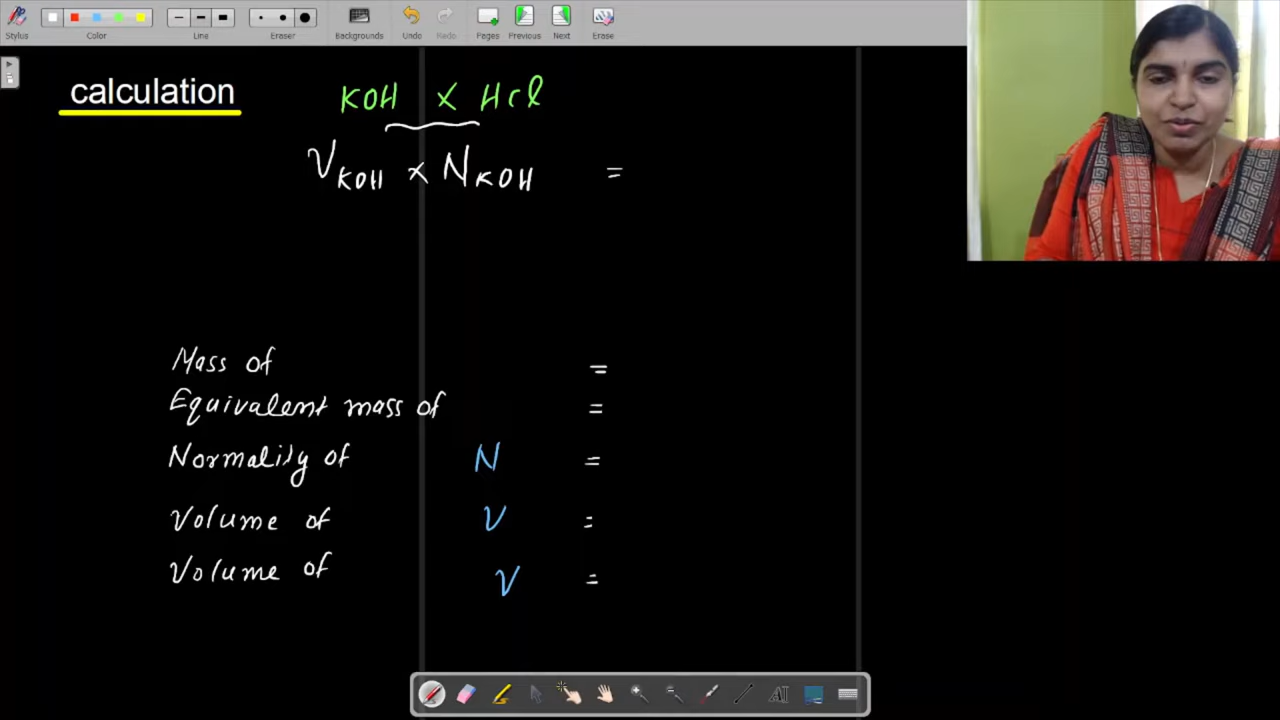 Stylus Color Line Eraser Backgrounds Undo Redo Pages Previous Next Erase
calculation
KOH x HCl
V KOH x N KOH =
Mass of =
Equivalent mass of =
Normality of N =
Volume of V =
Volume of V =
AI